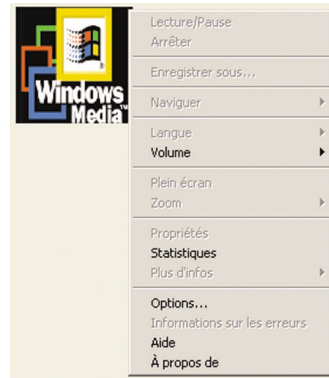 Windows
Media™
Lecture/Pause
Arrêter
Enregistrer sous...
Naviguer
Langue
Volume
Plein écran
Zoom
Propriétés
Statistiques
Plus d'infos
Options...
Informations sur les erreurs
Aide
À propos de